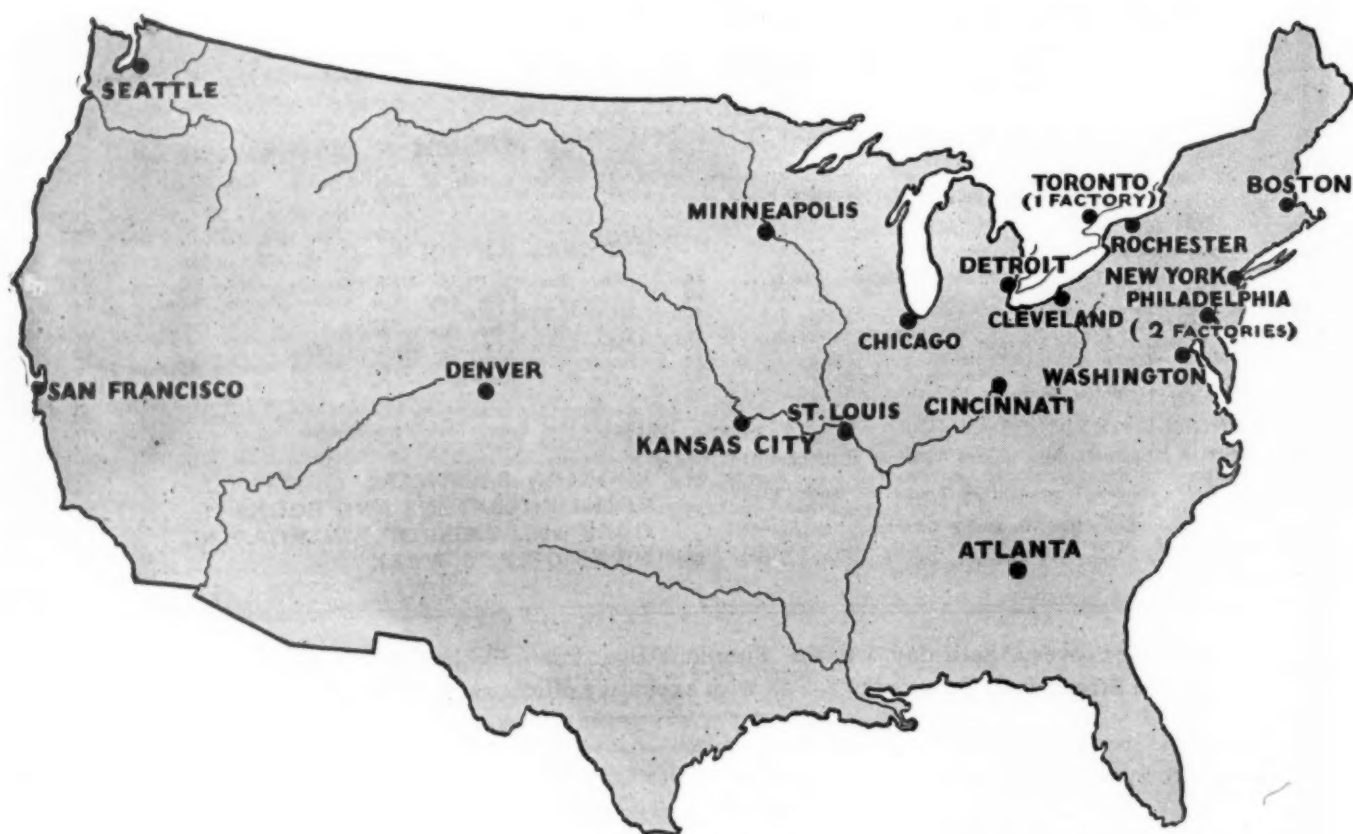 SEATTLE
TORONTO
(1 FACTORY)
BOSTON
MINNEAPOLIS
ROCHESTER
DETROIT
NEW YORK
PHILADELPHIA
CLEVELAND
(2 FACTORIES)
CHICAGO
WASHINGTON
DENVER
SAN FRANCISCO
CINCINNATI
ST. LOUIS
KANSAS CITY
ATLANTA